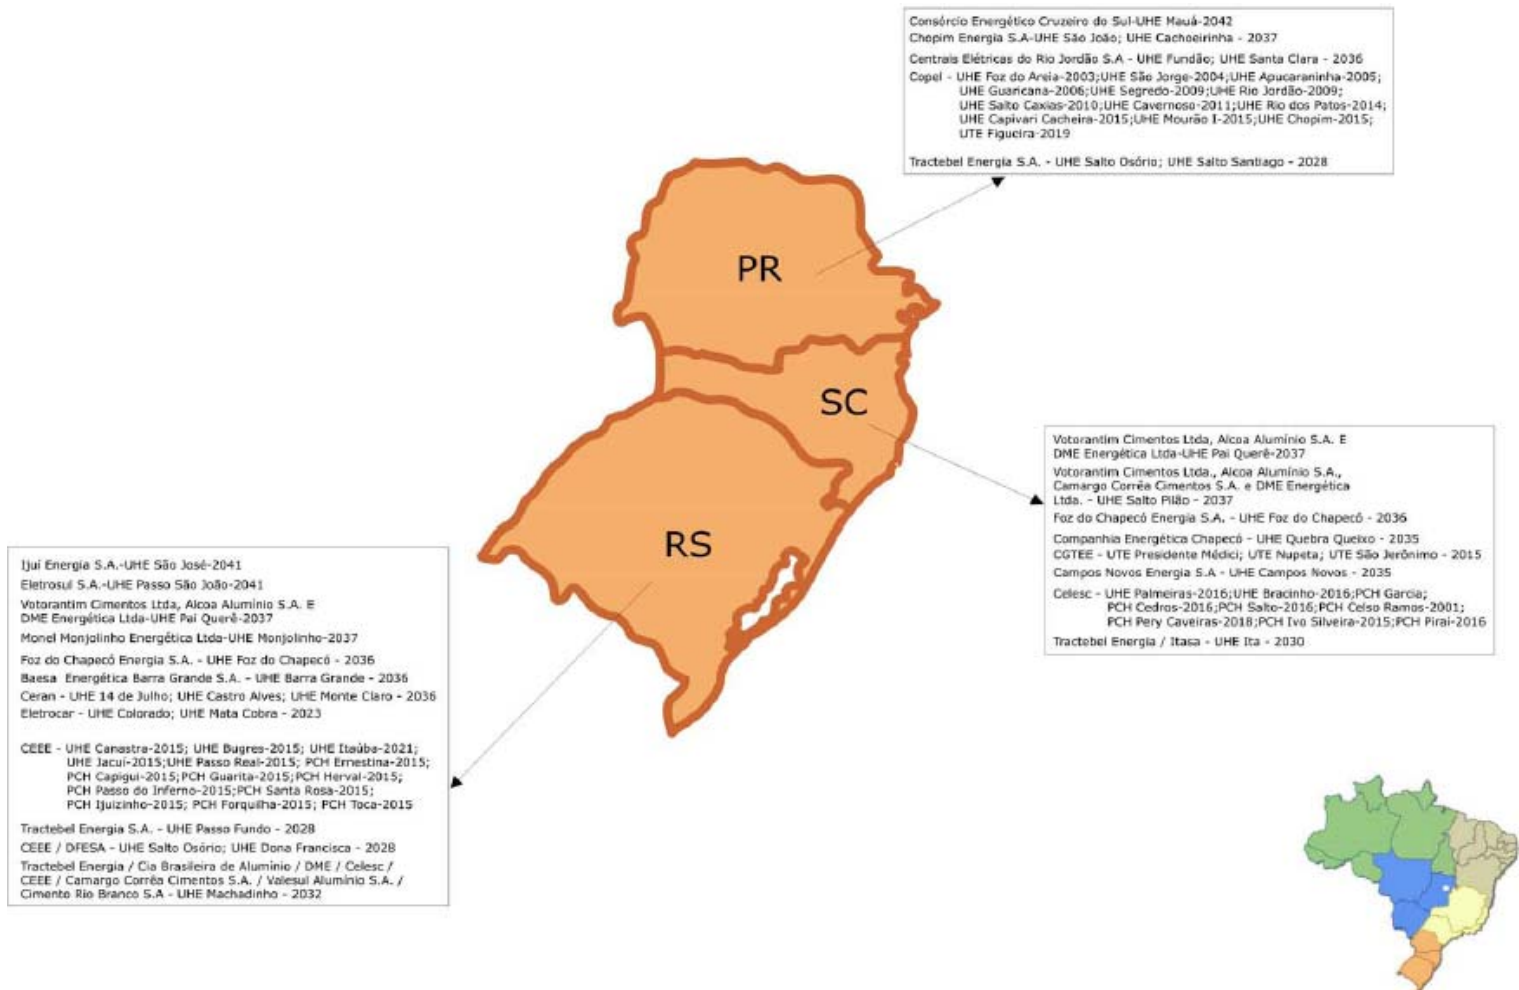 Consórcio Energético Cruzeiro do Sul-UHE Mauá-2042
Chopim Energia S.A-UHE São João; UHE Cachoeirinha - 2037
Centrais Elétricas do Rio Jordão S.A - UHE Fundão; UHE Santa Clara - 2036
Copel - UHE Foz do Areia-2003;UHE São Jorge-2004;UHE Apucaraninha-2005;
UHE Guaricana-2006;UHE Segredo-2009;UHE Rio Jordão-2009;
UHE Salto Caxias-2010;UHE Cavernoso-2011;UHE Rio dos Patos-2014;
UHE Capivari Cacheira-2015;UHE Mourão I-2015;UHE Chopim-2015;
UTE Figueira-2019
Tractebel Energia S.A. - UHE Salto Osório; UHE Salto Santiago - 2028
PR
SC
RS
Votorantim Cimentos Ltda, Alcoa Alumínio S.A. E
DME Energética Ltda-UHE Pai Querê-2037
Votorantim Cimentos Ltda., Alcoa Alumínio S.A.,
Camargo Corrêa Cimentos S.A. e DME Energética
Ltda. - UHE Salto Pilão - 2037
Foz do Chapecó Energia S.A. - UHE Foz do Chapecó - 2036
Companhia Energética Chapecó - UHE Quebra Queixo - 2035
CGTEE - UTE Presidente Médici; UTE Nupeta; UTE São Jerônimo - 2015
Campos Novos Energia S.A - UHE Campos Novos - 2035
Celesc - UHE Palmeiras-2016;UHE Bracinho-2016;PCH Garcia;
PCH Cedros-2016;PCH Salto-2016;PCH Celso Ramos-2001;
PCH Pery Caveiras-2018;PCH Ivo Silveira-2015;PCH Piraí-2016
Tractebel Energia / Itasa - UHE Ita - 2030
Ijuí Energia S.A.-UHE São José-2041
Eletrosul S.A.-UHE Passo São João-2041
Votorantim Cimentos Ltda, Alcoa Alumínio S.A. E
DME Energética Ltda-UHE Pai Querê-2037
Monel Monjolinho Energética Ltda-UHE Monjolinho-2037
Foz do Chapecó Energia S.A. - UHE Foz do Chapecó - 2036
Baesa Energética Barra Grande S.A. - UHE Barra Grande - 2036
Ceran - UHE 14 de Julho; UHE Castro Alves; UHE Monte Claro - 2036
Eletrocar - UHE Colorado; UHE Mata Cobra - 2023
CEEE - UHE Canastra-2015; UHE Bugres-2015; UHE Itaúba-2021;
UHE Jacuí-2015;UHE Passo Real-2015; PCH Ernestina-2015;
PCH Capigui-2015;PCH Guarita-2015;PCH Herval-2015;
PCH Passo do Inferno-2015;PCH Santa Rosa-2015;
PCH Ijuizinho-2015; PCH Forquilha-2015; PCH Toca-2015
Tractebel Energia S.A. - UHE Passo Fundo - 2028
CEEE / DFESA - UHE Salto Osório; UHE Dona Francisca - 2028
Tractebel Energia / Cia Brasileira de Alumínio / DME / Celesc /
CEEE / Camargo Corrêa Cimentos S.A. / Valesul Alumínio S.A. /
Cimento Rio Branco S.A - UHE Machadinho - 2032